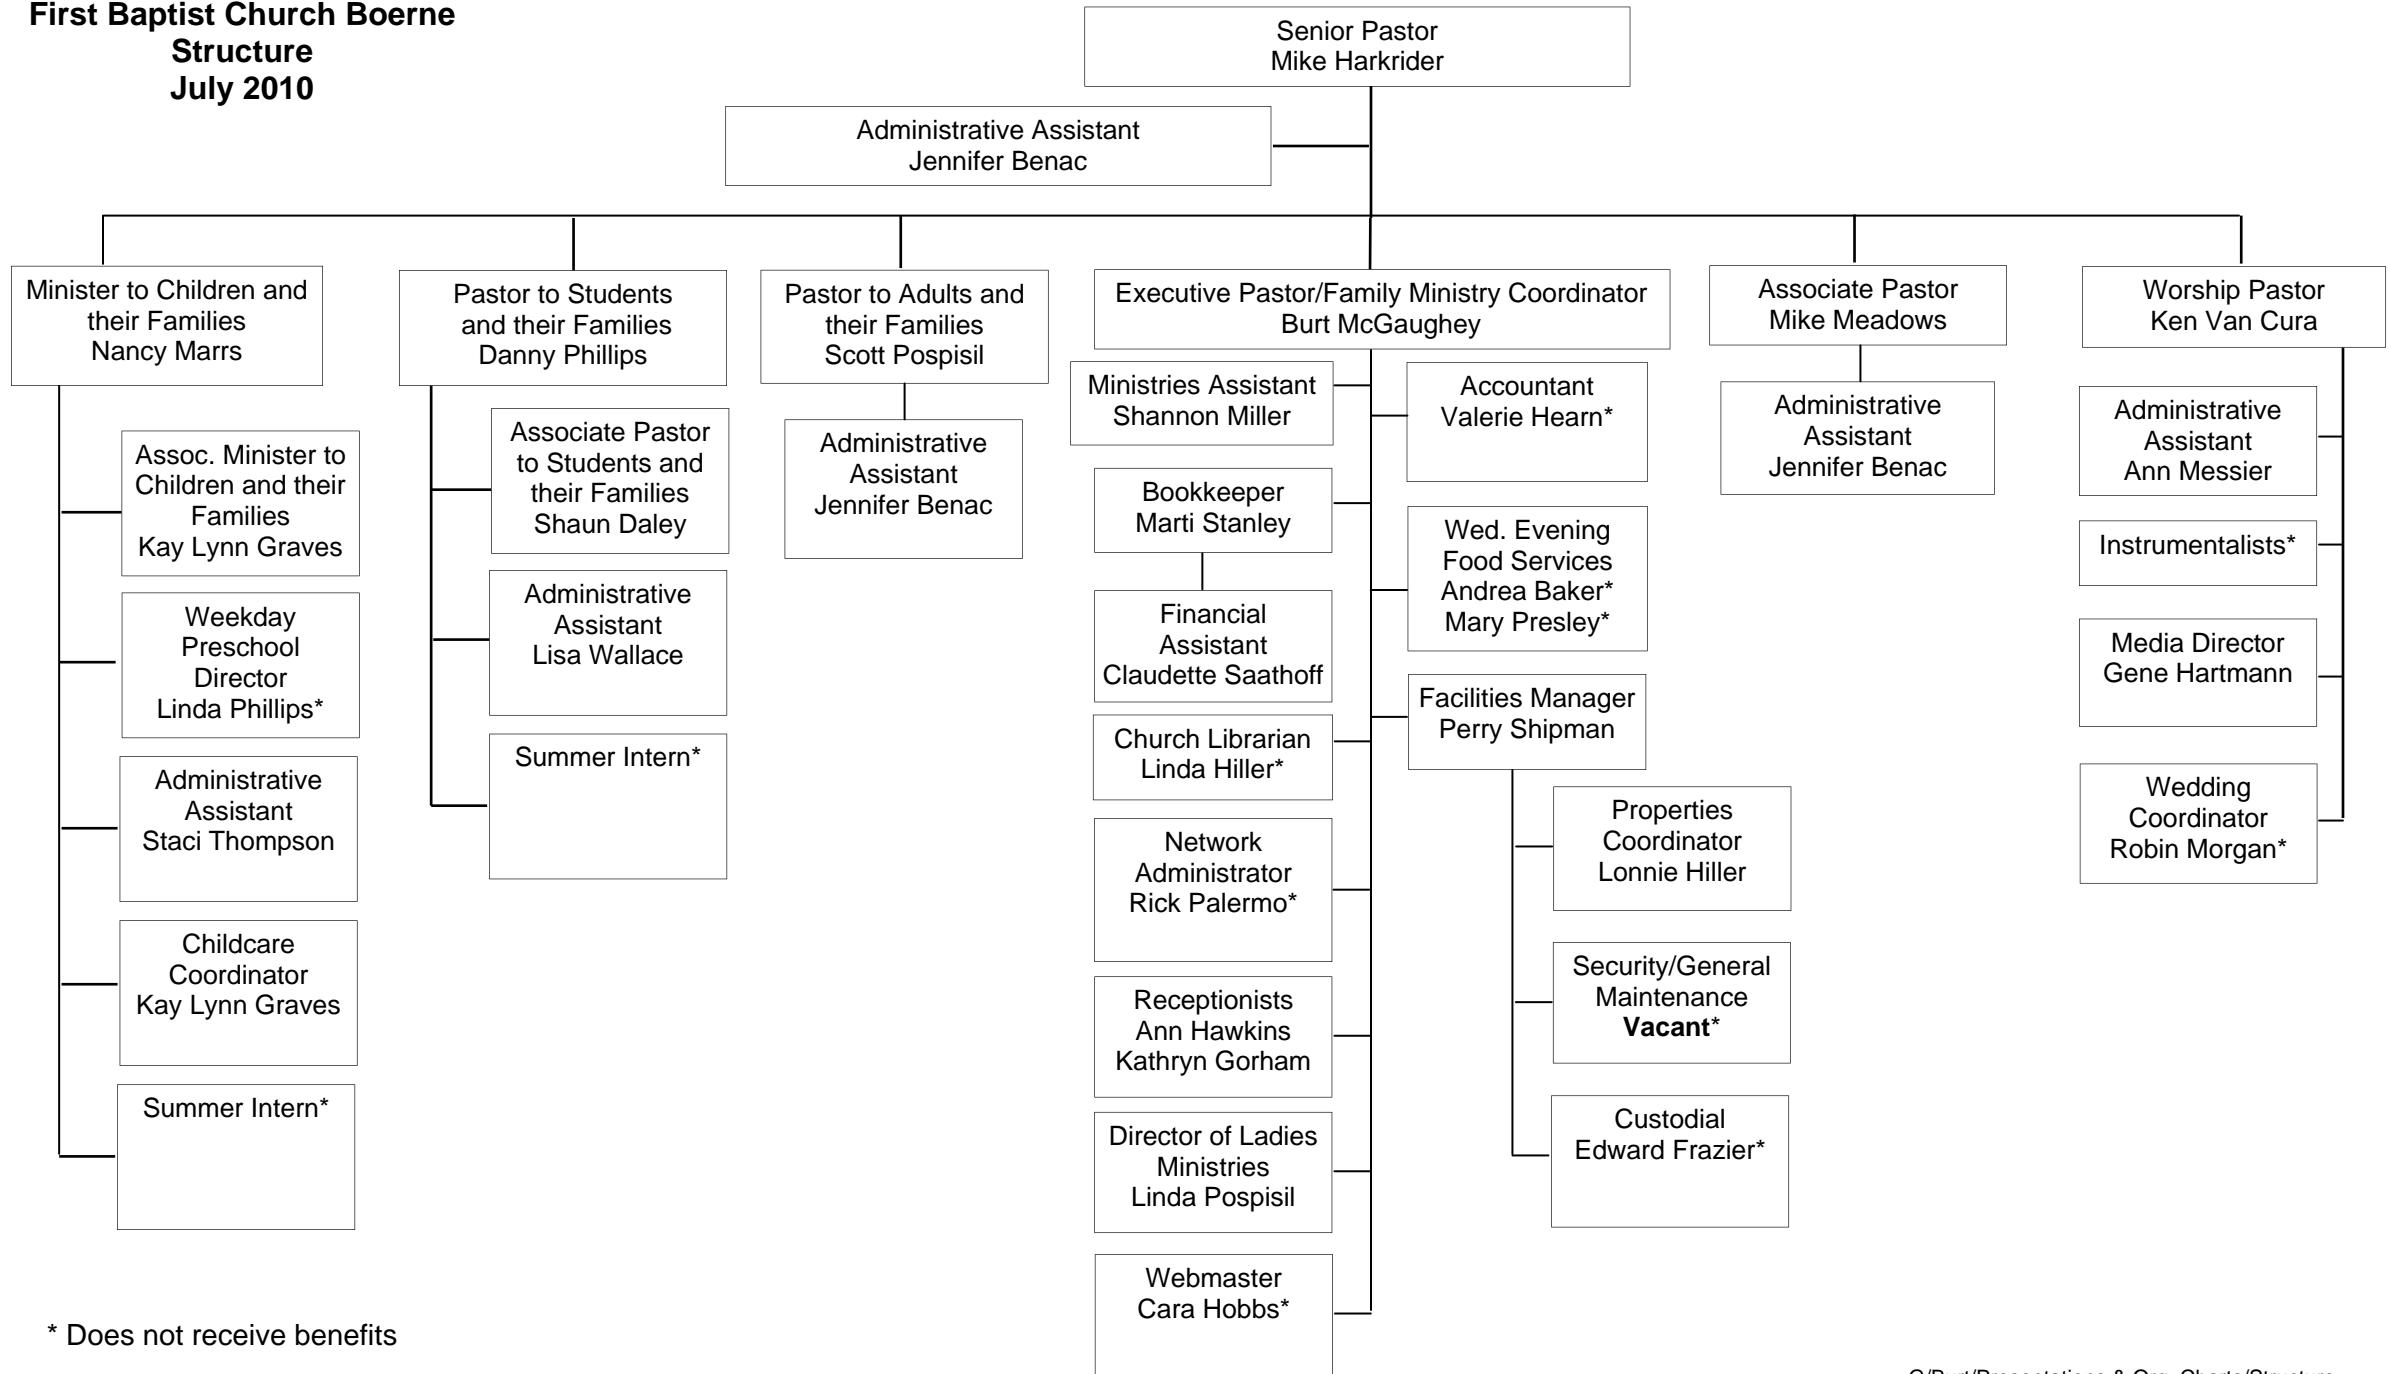 First Baptist Church Boerne
Structure
July 2010
Senior Pastor
Mike Harkrider
Administrative Assistant
Jennifer Benac
Minister to Children and
their Families
Nancy Marrs
Assoc. Minister to
Children and their
Families
Kay Lynn Graves
Weekday
Preschool
Director
Linda Phillips*
Administrative
Assistant
Staci Thompson
Childcare
Coordinator
Kay Lynn Graves
Summer Intern*
Pastor to Students
and their Families
Danny Phillips
Associate Pastor
to Students and
their Families
Shaun Daley
Administrative
Assistant
Lisa Wallace
Summer Intern*
Pastor to Adults and
their Families
Scott Pospisil
Administrative
Assistant
Jennifer Benac
Executive Pastor/Family Ministry Coordinator
Burt McGaughey
Ministries Assistant
Shannon Miller
Bookkeeper
Marti Stanley
Financial
Assistant
Claudette Saathoff
Church Librarian
Linda Hiller*
Network
Administrator
Rick Palermo*
Receptionists
Ann Hawkins
Kathryn Gorham
Director of Ladies
Ministries
Linda Pospisil
Webmaster
Cara Hobbs*
Accountant
Valerie Hearn*
Wed. Evening
Food Services
Andrea Baker*
Mary Presley*
Facilities Manager
Perry Shipman
Properties
Coordinator
Lonnie Hiller
Security/General
Maintenance
Vacant*
Custodial
Edward Frazier*
Associate Pastor
Mike Meadows
Administrative
Assistant
Jennifer Benac
Worship Pastor
Ken Van Cura
Administrative
Assistant
Ann Messier
Instrumentalists*
Media Director
Gene Hartmann
Wedding
Coordinator
Robin Morgan*
* Does not receive benefits